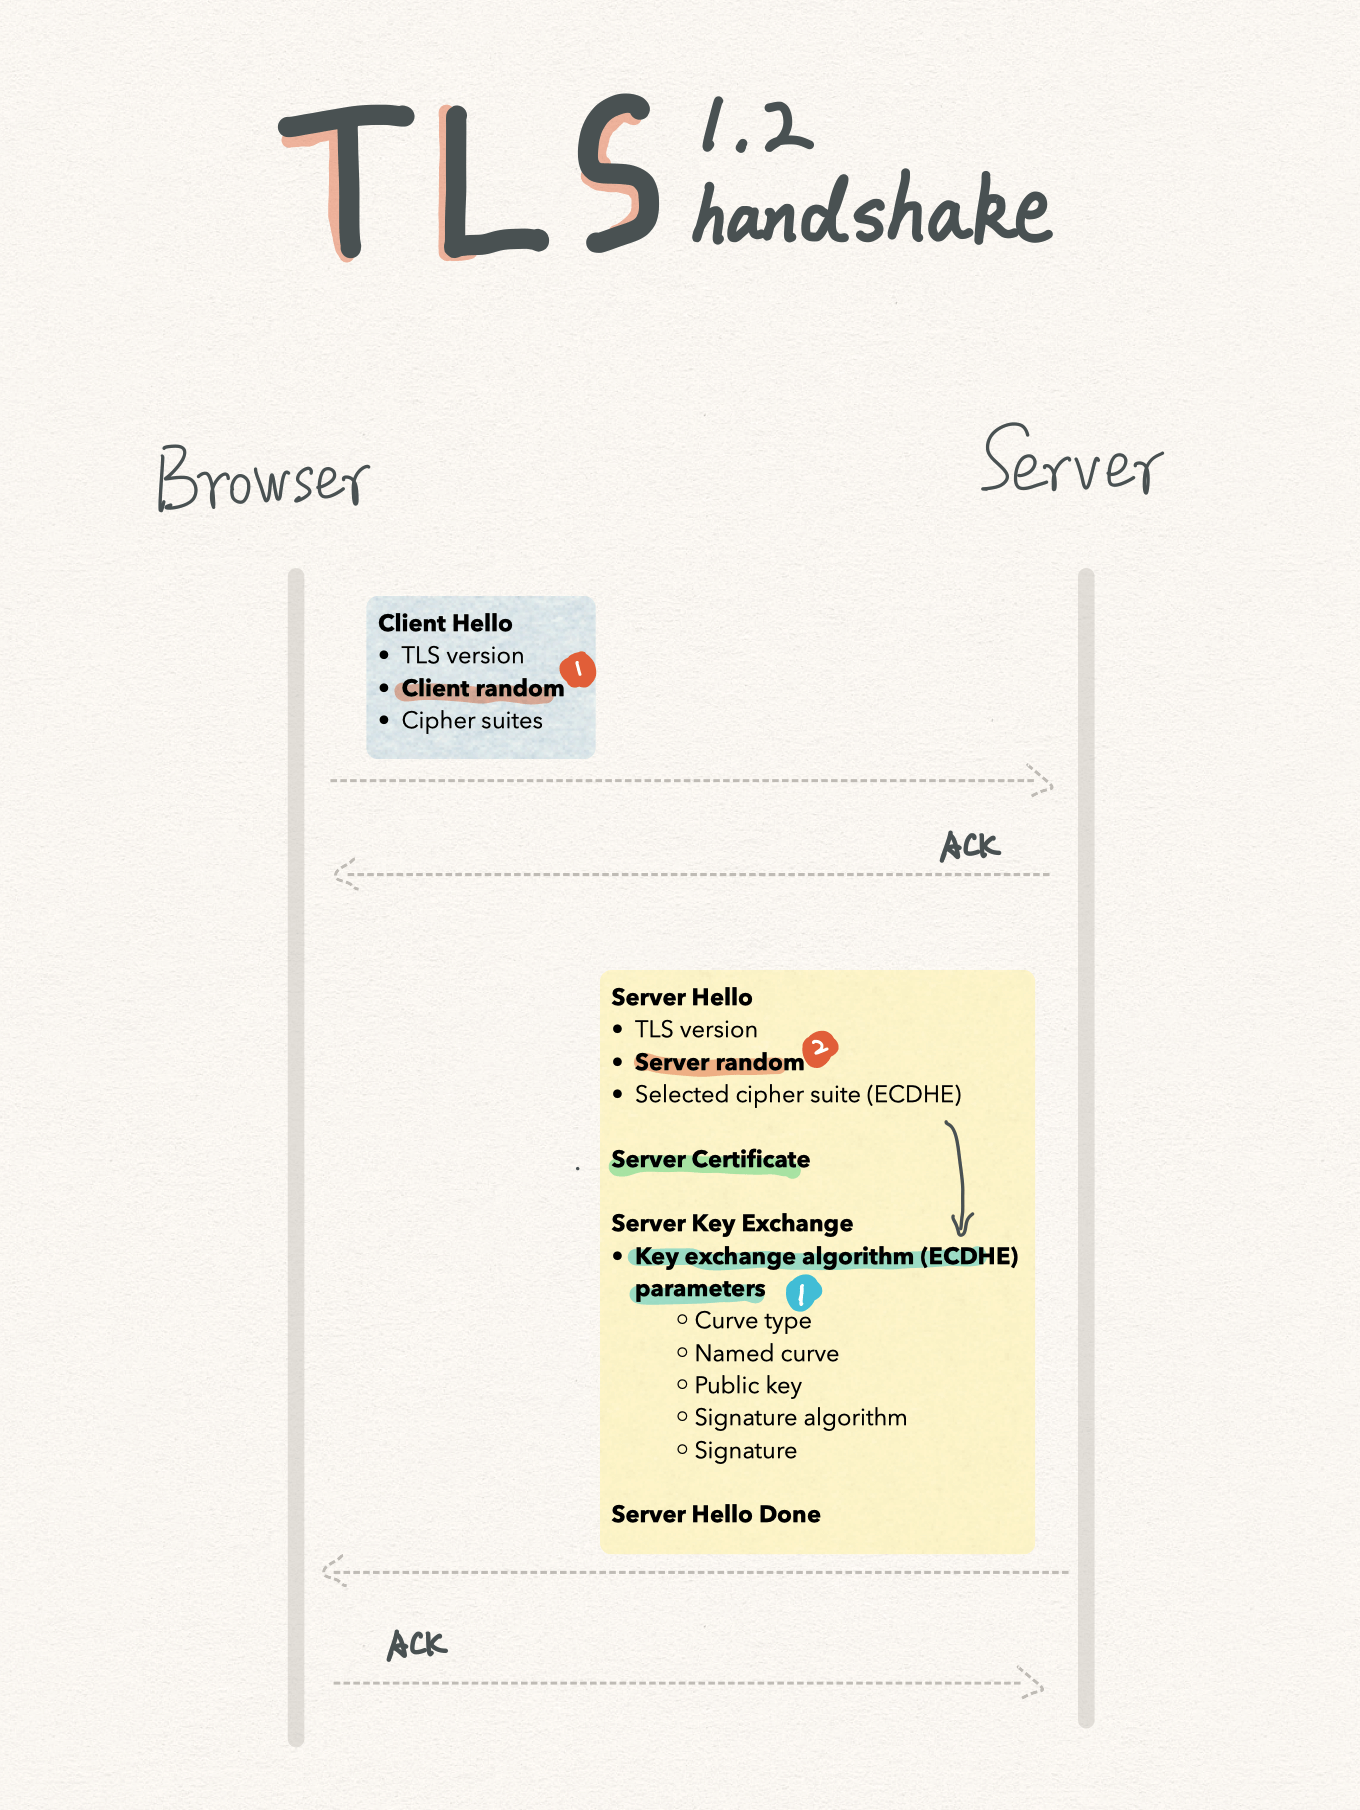 TLS 1.2
handshake
Browser
Server
Client Hello
• TLS version
• Client random 1
• Cipher suites
ACK
Server Hello
• TLS version
• Server random 2
• Selected cipher suite (ECDHE)
Server Certificate
Server Key Exchange
• Key exchange algorithm (ECDHE)
parameters 1
○ Curve type
○ Named curve
○ Public key
○ Signature algorithm
○ Signature
Server Hello Done
ACK